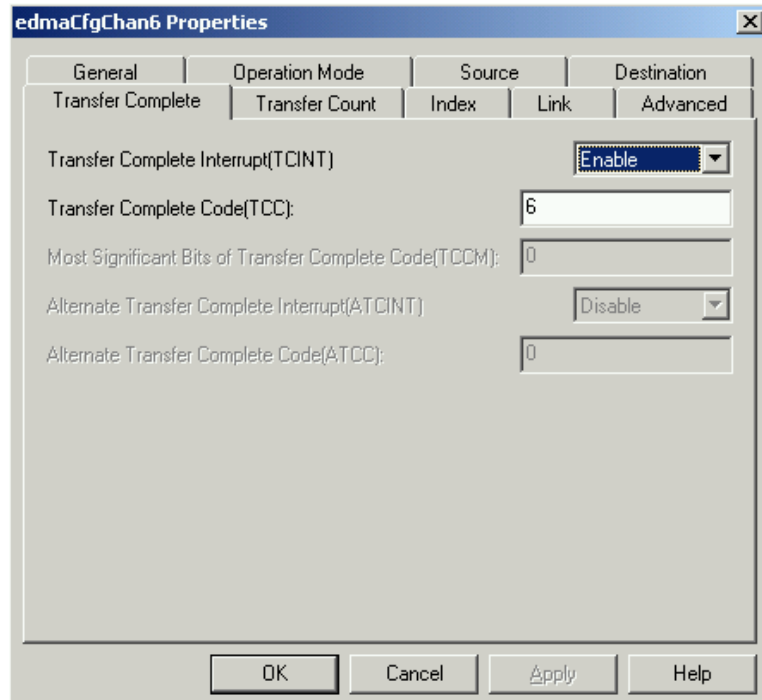 edmaCfgChan6 Properties
General Operation Mode Source Destination
Transfer Complete Transfer Count Index Link Advanced
Transfer Complete Interrupt(TCINT) Enable
Transfer Complete Code(TCC): 6
Most Significant Bits of Transfer Complete Code(TCCM): 0
Alternate Transfer Complete Interrupt(ATCINT) Disable
Alternate Transfer Complete Code(ATCC): 0
OK Cancel Apply Help